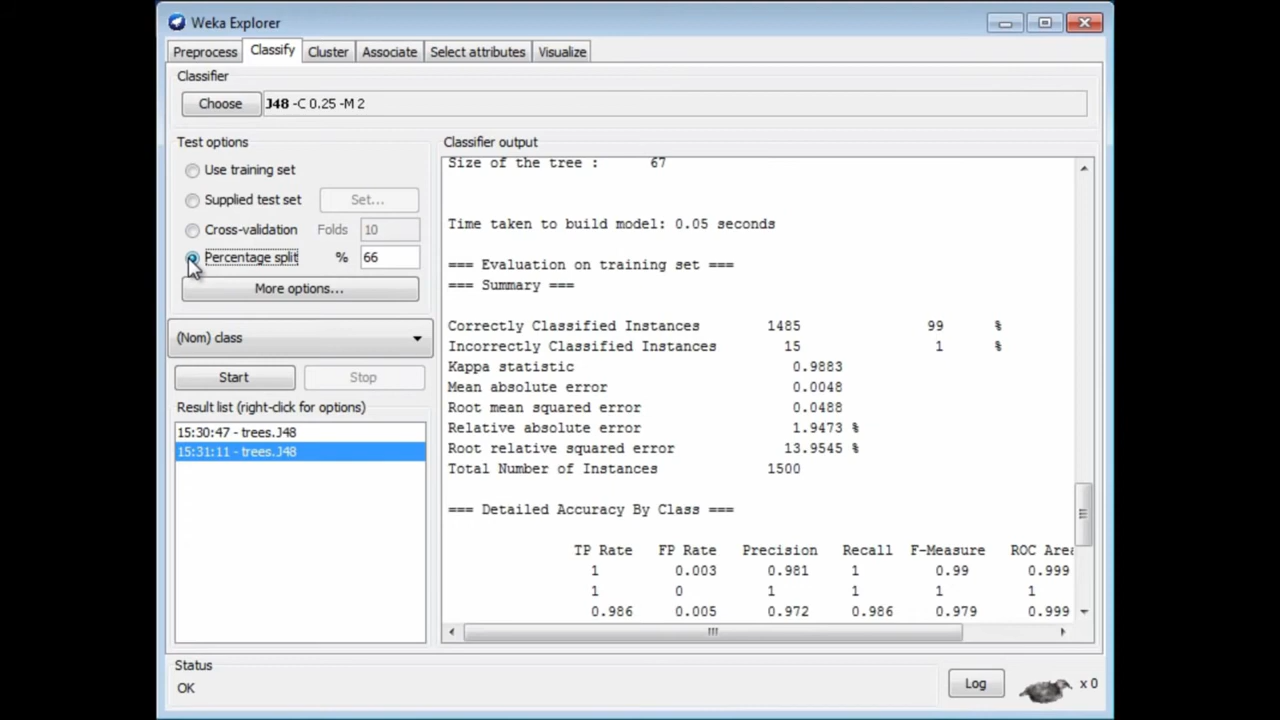 Weka Explorer
Preprocess Classify Cluster Associate Select attributes Visualize
Classifier
Choose J48 -C 0.25 -M 2
Test options
Use training set
Supplied test set Set...
Cross-validation Folds 10
Percentage split % 66
More options...
(Nom) class
Start Stop
Result list (right-click for options)
15:30:47 - trees.J48
15:31:11 - trees.J48
Classifier output
Size of the tree : 67
Time taken to build model: 0.05 seconds
=== Evaluation on training set ===
=== Summary ===
Correctly Classified Instances 1485 99 %
Incorrectly Classified Instances 15 1 %
Kappa statistic 0.9883
Mean absolute error 0.0048
Root mean squared error 0.0488
Relative absolute error 1.9473 %
Root relative squared error 13.9545 %
Total Number of Instances 1500
=== Detailed Accuracy By Class ===
TP Rate FP Rate Precision Recall F-Measure ROC Area
1 0.003 0.981 1 0.99 0.999
1 0 1 1 1 1
0.986 0.005 0.972 0.986 0.979 0.999
Status
OK
Log x 0